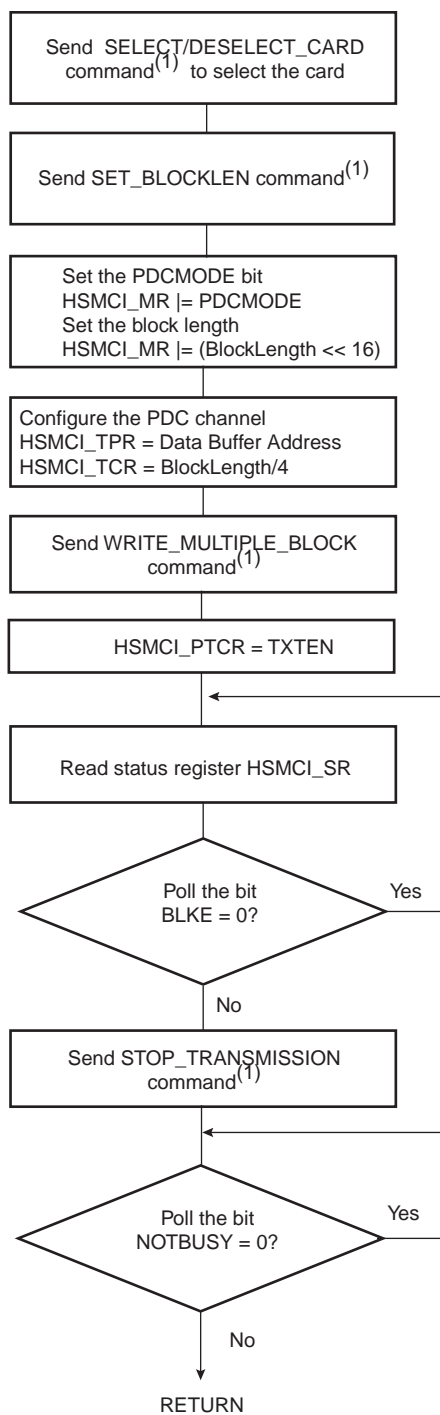 Send SELECT/DESELECT_CARD
command(1) to select the card
Send SET_BLOCKLEN command(1)
Set the PDCMODE bit
HSMCI_MR |= PDCMODE
Set the block length
HSMCI_MR |= (BlockLength << 16)
Configure the PDC channel
HSMCI_TPR = Data Buffer Address
HSMCI_TCR = BlockLength/4
Send WRITE_MULTIPLE_BLOCK
command(1)
HSMCI_PTCR = TXTEN
Read status register HSMCI_SR
Poll the bit
BLKE = 0?
Yes
No
Send STOP_TRANSMISSION
command(1)
Poll the bit
NOTBUSY = 0?
Yes
No
RETURN